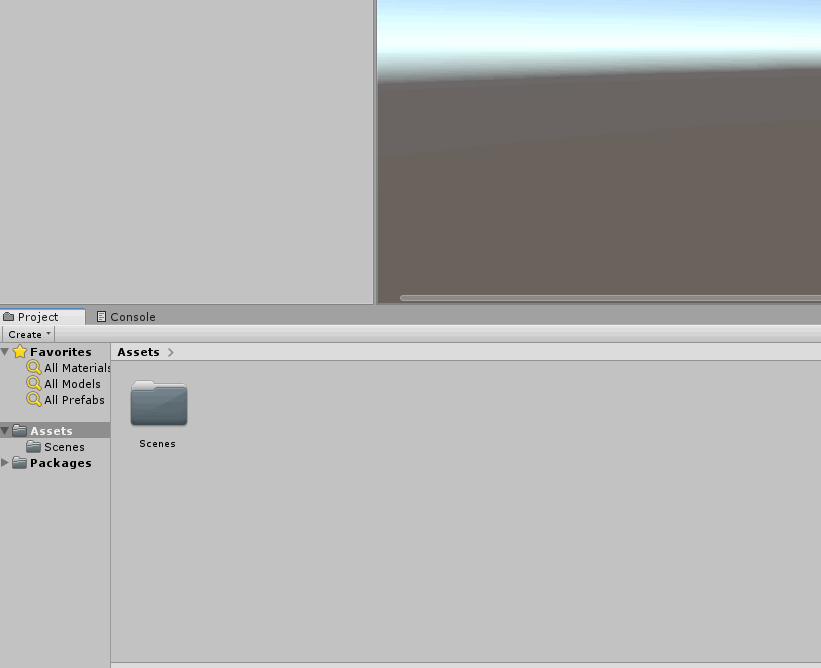 Project
Console
Create
Favorites
Assets
All Materials
All Models
All Prefabs
Assets
Scenes
Scenes
Packages